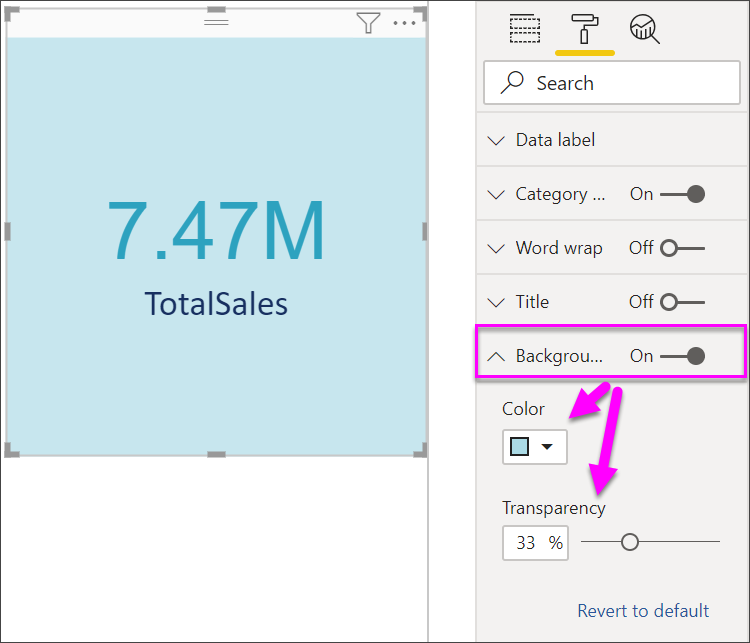 7.47M
TotalSales
Search
Data label
Category ... On
Word wrap Off
Title Off
Backgrou... On
Color
Transparency
33 %
Revert to default